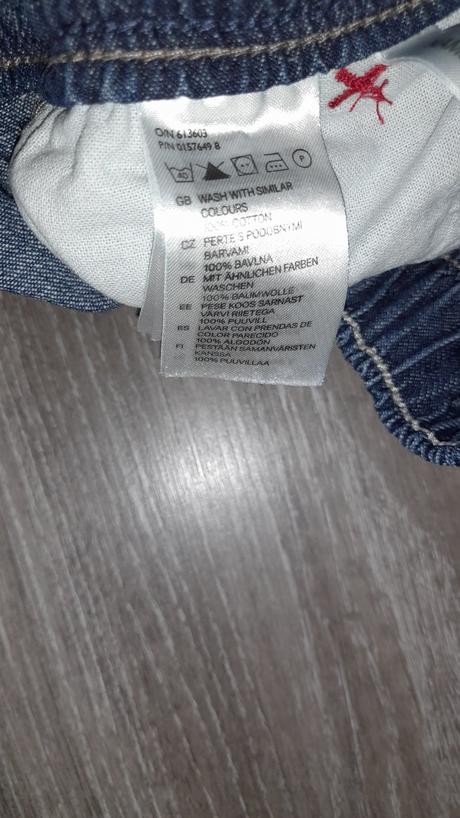 O/N 613603
P/N 0157649 8
40 P
GB WASH WITH SIMILAR
COLOURS
100% COTTON
CZ PERTE S PODOBNÝMI
BARVAMI
100% BAVLNA
DE MIT ÄHNLICHEN FARBEN
WASCHEN
100% BAUMWOLLE
EE PESE KOOS SARNAST
VÄRVI RIIETEGA
100% PUUVILL
ES LAVAR CON PRENDAS DE
COLOR PARECIDO
100% ALGODÓN
FI PESTÄÄN SAMANVÄRISTEN
KANSSA
100% PUUVILLAA